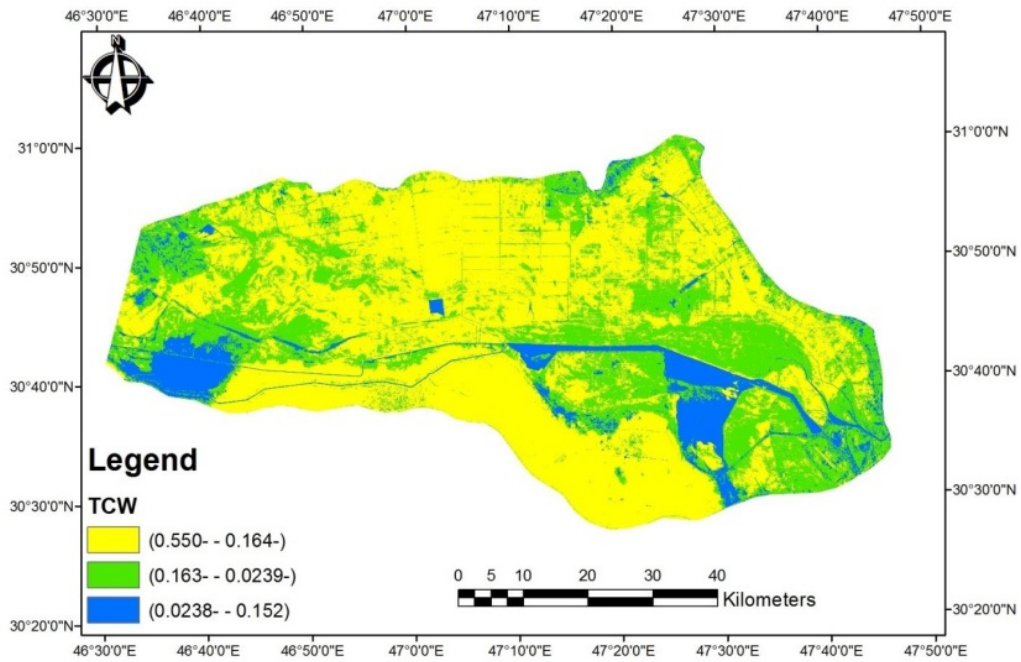 46°30'0"E 46°40'0"E 46°50'0"E 47°0'0"E 47°10'0"E 47°20'0"E 47°30'0"E 47°40'0"E 47°50'0"E
N
31°0'0"N 31°0'0"N
30°50'0"N 30°50'0"N
30°40'0"N 30°40'0"N
30°30'0"N 30°30'0"N
30°20'0"N 30°20'0"N
Legend
TCW
(0.550- - 0.164-)
(0.163- - 0.0239-)
(0.0238- - 0.152)
0 5 10 20 30 40
Kilometers
46°30'0"E 46°40'0"E 46°50'0"E 47°0'0"E 47°10'0"E 47°20'0"E 47°30'0"E 47°40'0"E 47°50'0"E